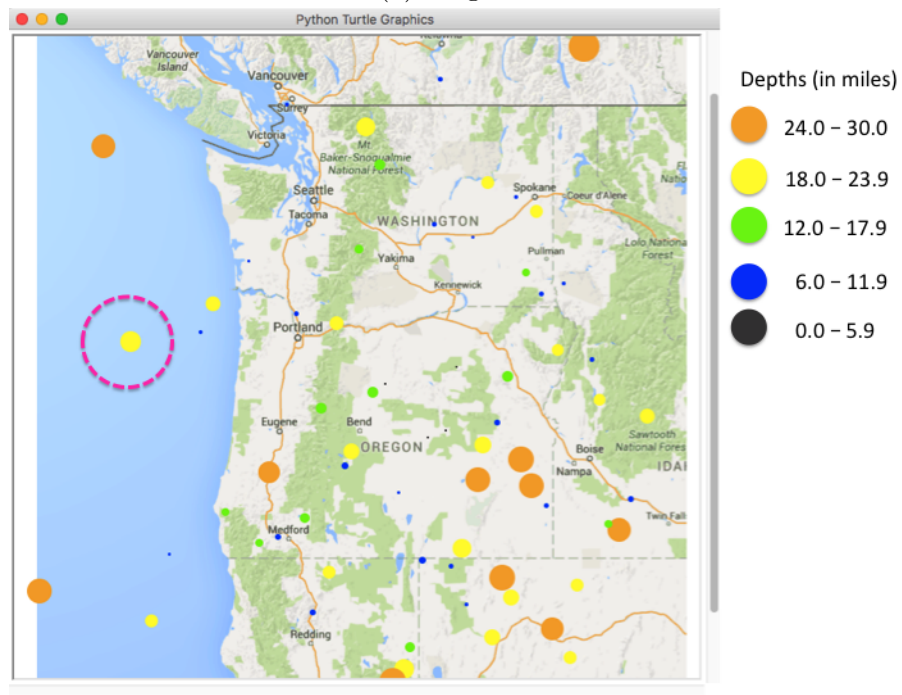 Python Turtle Graphics
Vancouver
Island
Vancouver
Surrey
Victoria
Mt
Baker-Snoqualmie
National Forest
Seattle
Tacoma
Spokane
Coeur d'Alene
WASHINGTON
Lolo Nationa
Forest
Pullman
Yakima
Kennewick
Portland
Eugene
Bend
OREGON
Sawtooth
National Fores
Boise
IDAH
Nampa
Twin Fall
Medford
Redding
Depths (in miles)
24.0 – 30.0
18.0 – 23.9
12.0 – 17.9
6.0 – 11.9
0.0 – 5.9